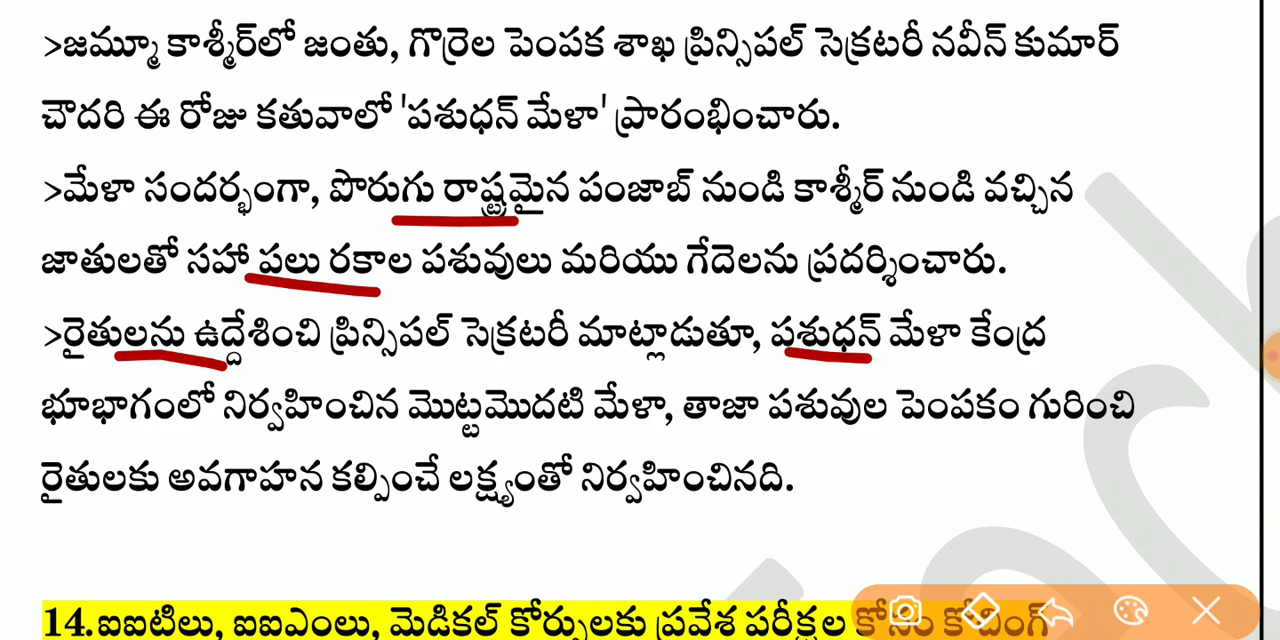 >జమ్మూ కాశ్మీర్‌లో జంతు, గొర్రెల పెంపక శాఖ ప్రిన్సిపల్ సెక్రటరీ నవీన్ కుమార్
చౌదరి ఈ రోజు కతువాలో 'పశుధన్ మేళా' ప్రారంభించారు.
>మేళా సందర్భంగా, పొరుగు రాష్ట్రమైన పంజాబ్ నుండి కాశ్మీర్ నుండి వచ్చిన
జాతులతో సహా పలు రకాల పశువులు మరియు గేదెలను ప్రదర్శించారు.
>రైతులను ఉద్దేశించి ప్రిన్సిపల్ సెక్రటరీ మాట్లాడుతూ, పశుధన్ మేళా కేంద్ర
భూభాగంలో నిర్వహించిన మొట్టమొదటి మేళా, తాజా పశువుల పెంపకం గురించి
రైతులకు అవగాహన కల్పించే లక్ష్యంతో నిర్వహించినది.
14.ఐఐటిలు, ఐఐఎంలు, మెడికల్ కోర్సులకు ప్రవేశ పరీక్షల కోసం కోచింగ్